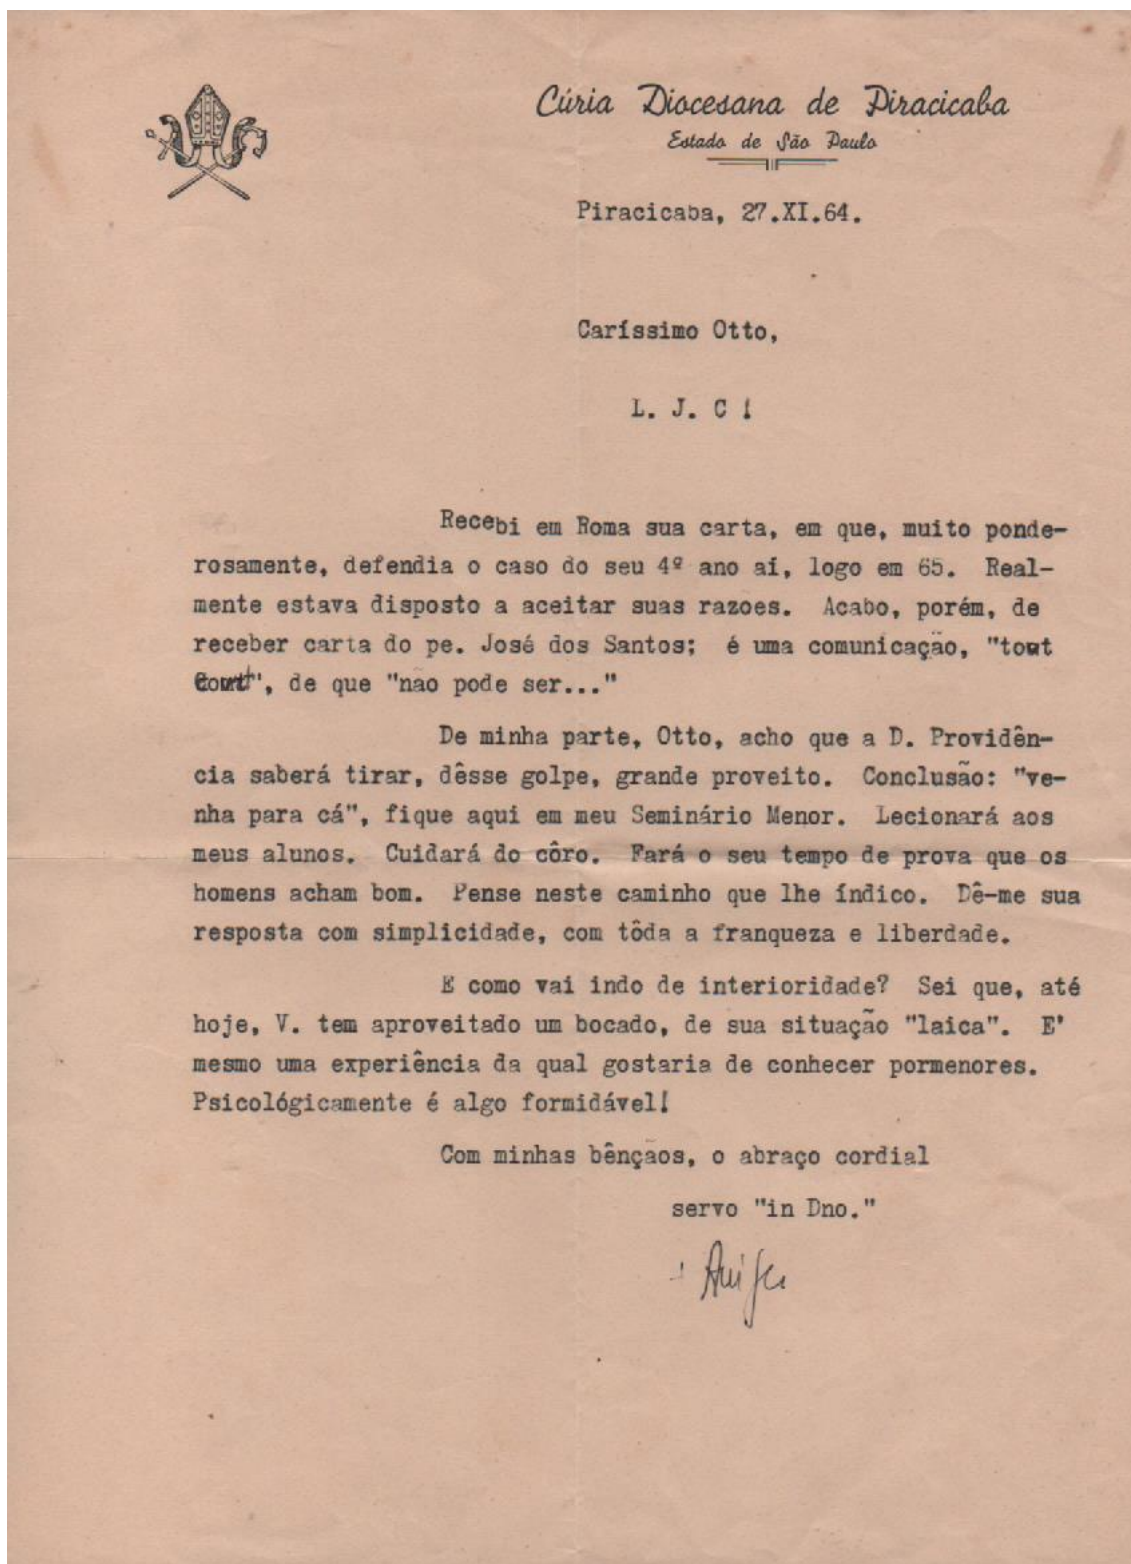 Cúria Diocesana de Piracicaba
Estado de São Paulo
Piracicaba, 27.XI.64.
Caríssimo Otto,
L. J. C !
Recebi em Roma sua carta, em que, muito ponde-
rosamente, defendia o caso do seu 4º ano aí, logo em 65. Real-
mente estava disposto a aceitar suas razoes. Acabo, porém, de
receber carta do pe. José dos Santos; é uma comunicação, "tout
Court", de que "não pode ser..."
De minha parte, Otto, acho que a D. Providên-
cia saberá tirar, dêsse golpe, grande proveito. Conclusão: "ve-
nha para cá", fique aqui em meu Seminário Menor. Lecionará aos
meus alunos. Cuidará do côro. Fará o seu tempo de prova que os
homens acham bom. Pense neste caminho que lhe índico. Dê-me sua
resposta com simplicidade, com tôda a franqueza e liberdade.
E como vai indo de interioridade? Sei que, até
hoje, V. tem aproveitado um bocado, de sua situação "laica". E'
mesmo uma experiência da qual gostaria de conhecer pormenores.
Psicológicamente é algo formidável!
Com minhas bênçãos, o abraço cordial
servo "in Dno."